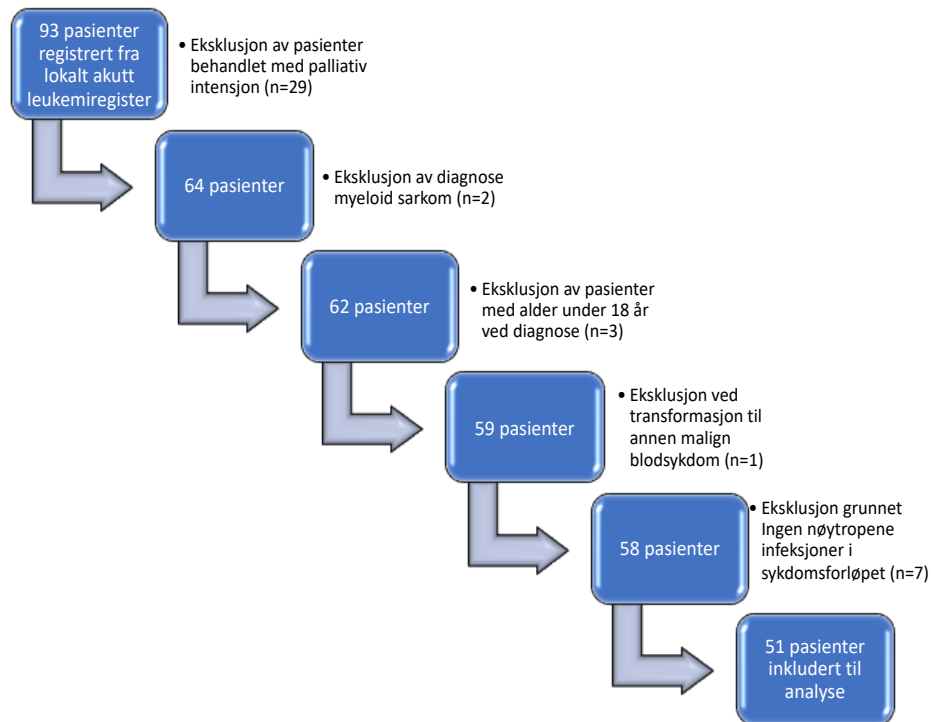 93 pasienter
registrert fra
lokalt akutt
leukemiregister
• Eksklusjon av pasienter
behandlet med palliativ
intensjon (n=29)
64 pasienter
• Eksklusjon av diagnose
myeloid sarkom (n=2)
62 pasienter
• Eksklusjon av pasienter
med alder under 18 år
ved diagnose (n=3)
59 pasienter
• Eksklusjon ved
transformasjon til
annen malign
blodsykdom (n=1)
58 pasienter
• Eksklusjon grunnet
Ingen nøytropene
infeksjoner i
sykdomsforløpet (n=7)
51 pasienter
inkludert til
analyse